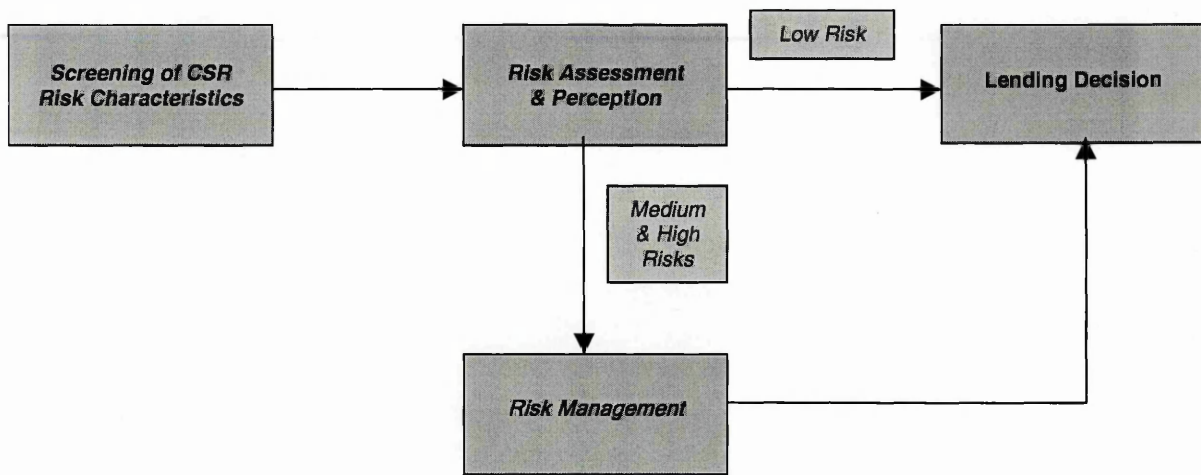 Low Risk
Screening of CSR
Risk Characteristics
Risk Assessment
& Perception
Lending Decision
Medium
& High
Risks
Risk Management